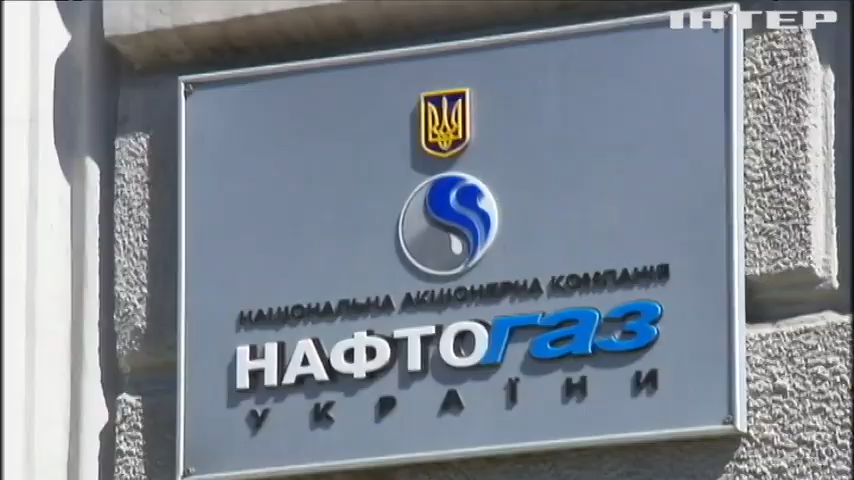 ІНТЕР
НАЦІОНАЛЬНА АКЦІОНЕРНА КОМПАНІЯ
НАФТОГАЗ
УКРАЇНИ